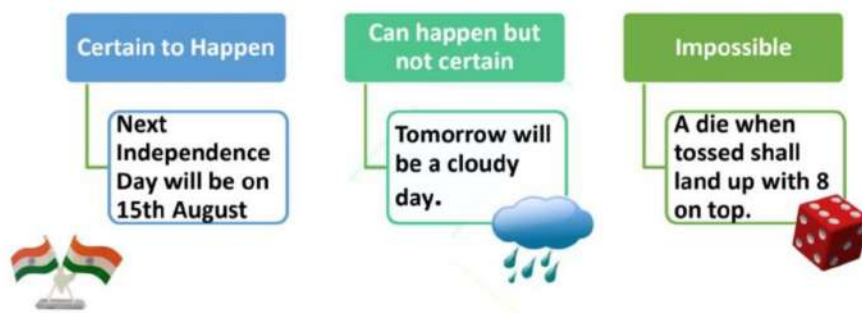 Certain to Happen
Next
Independence
Day will be on
15th August
Can happen but
not certain
Tomorrow will
be a cloudy
day.
Impossible
A die when
tossed shall
land up with 8
on top.